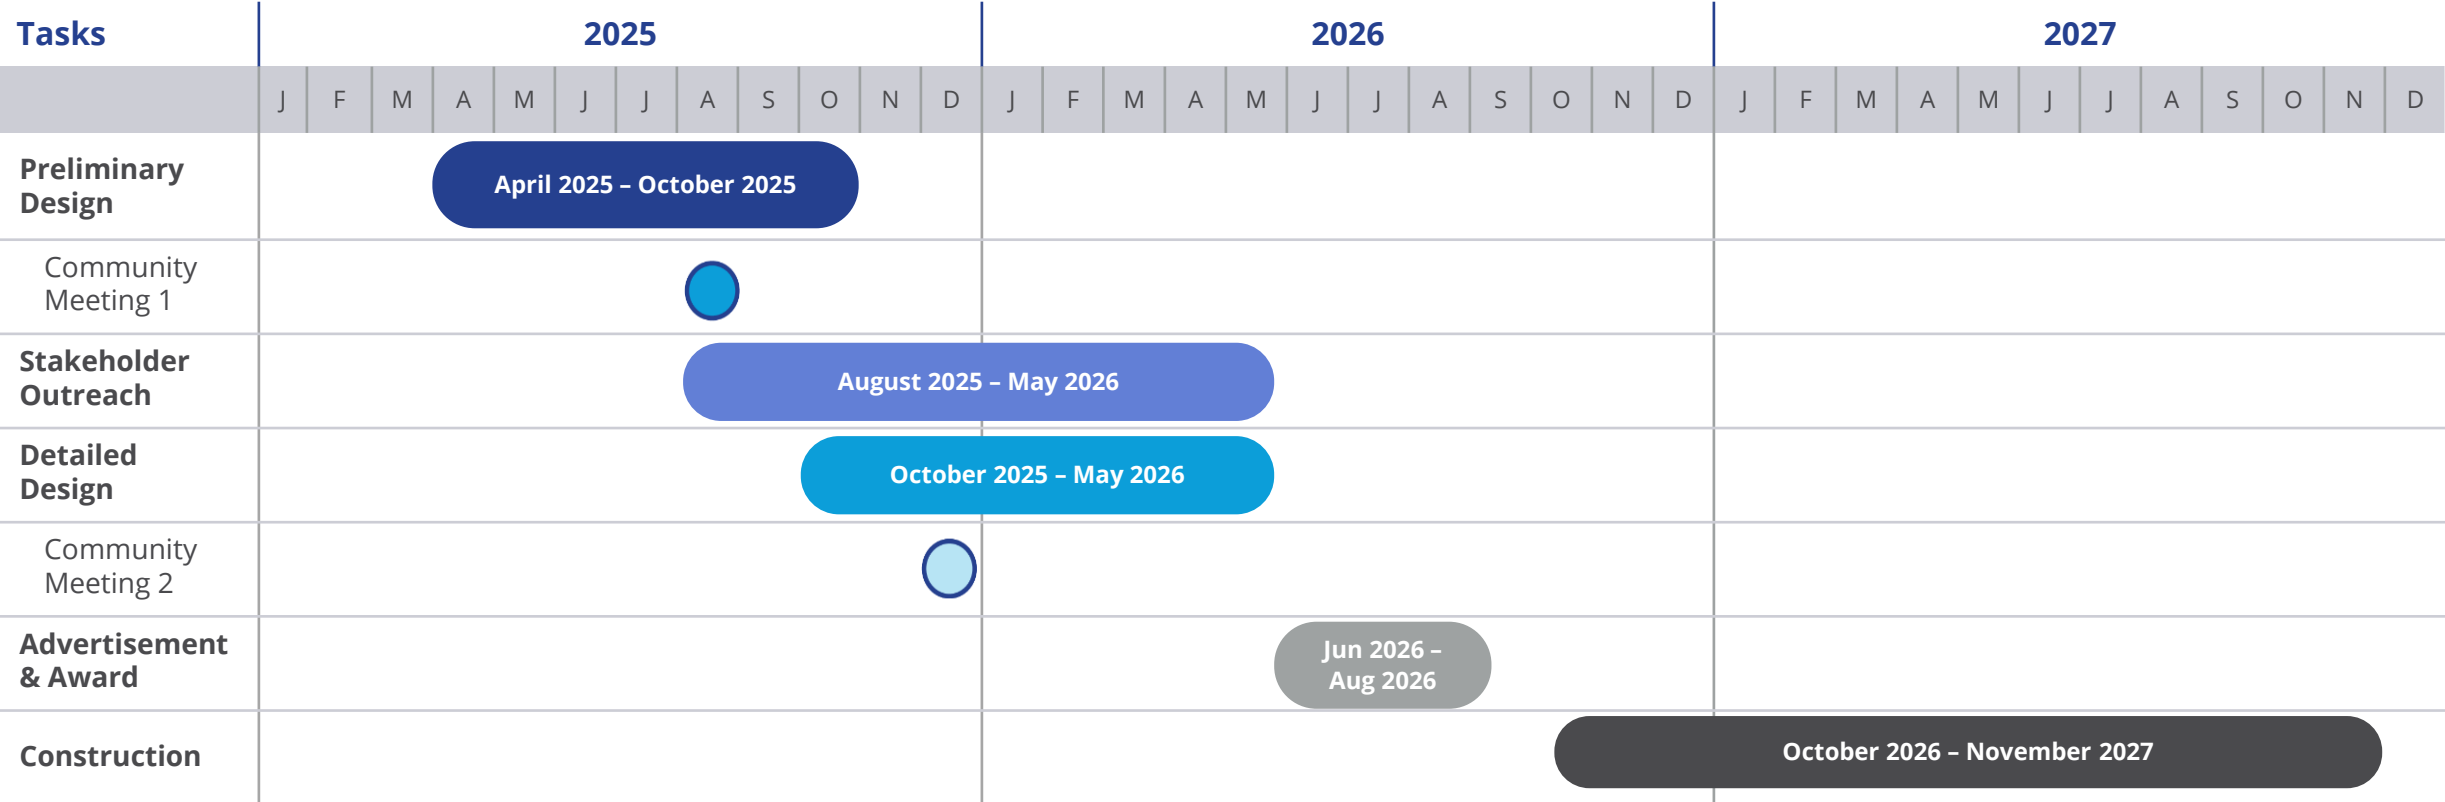 Tasks 2025 2026 2027
J F M A M J J A S O N D J F M A M J J A S O N D J F M A M J J A S O N D
Preliminary
Design
April 2025 – October 2025
Community
Meeting 1
Stakeholder
Outreach
August 2025 – May 2026
Detailed
Design
October 2025 – May 2026
Community
Meeting 2
Advertisement
& Award
Jun 2026 –
Aug 2026
Construction
October 2026 – November 2027